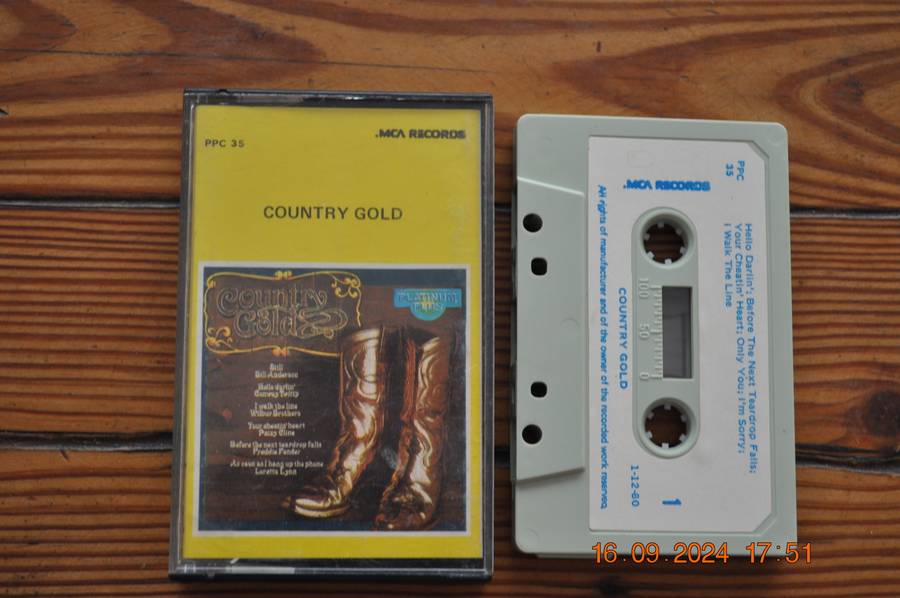 .MCA RECORDS
PPC 35
COUNTRY GOLD
Country
Gold
PLATINUM
PLUS
Still
Bill Anderson
Hello darlin'
Conway Twitty
I walk the line
Wilbur Brothers
Your cheatin' heart
Patsy Cline
Before the next teardrop falls
Freddie Fender
As soon as I hang up the phone
Loretta Lynn
PPC
35
Hello Darlin'; Before The Next Teardrop Falls;
Your Cheatin' Heart; Only You; I'm Sorry;
I Walk The Line
.MCA RECORDS
100 50 0
COUNTRY GOLD
All rights of manufacturer and of the owner of the recorded work reserved.
1-12-80
1
16.09.2024 17:51